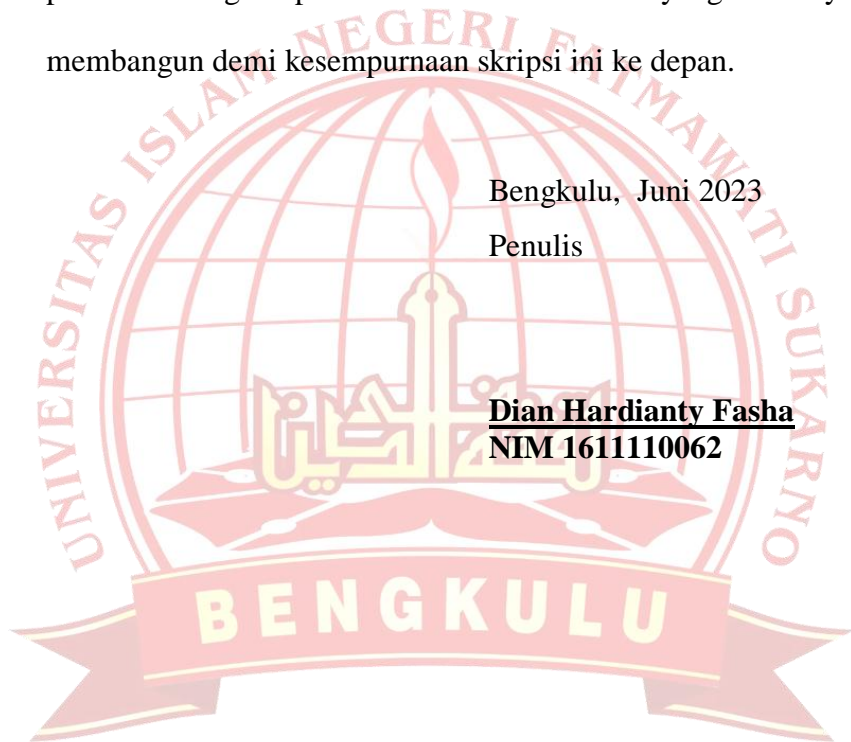 membangun demi kesempurnaan skripsi ini ke depan.
UNIVERSITAS ISLAM NEGERI FATMAWATI SUKARNO
Bengkulu, Juni 2023
Penulis
Dian Hardianty Fasha
NIM 1611110062
BENGKULU